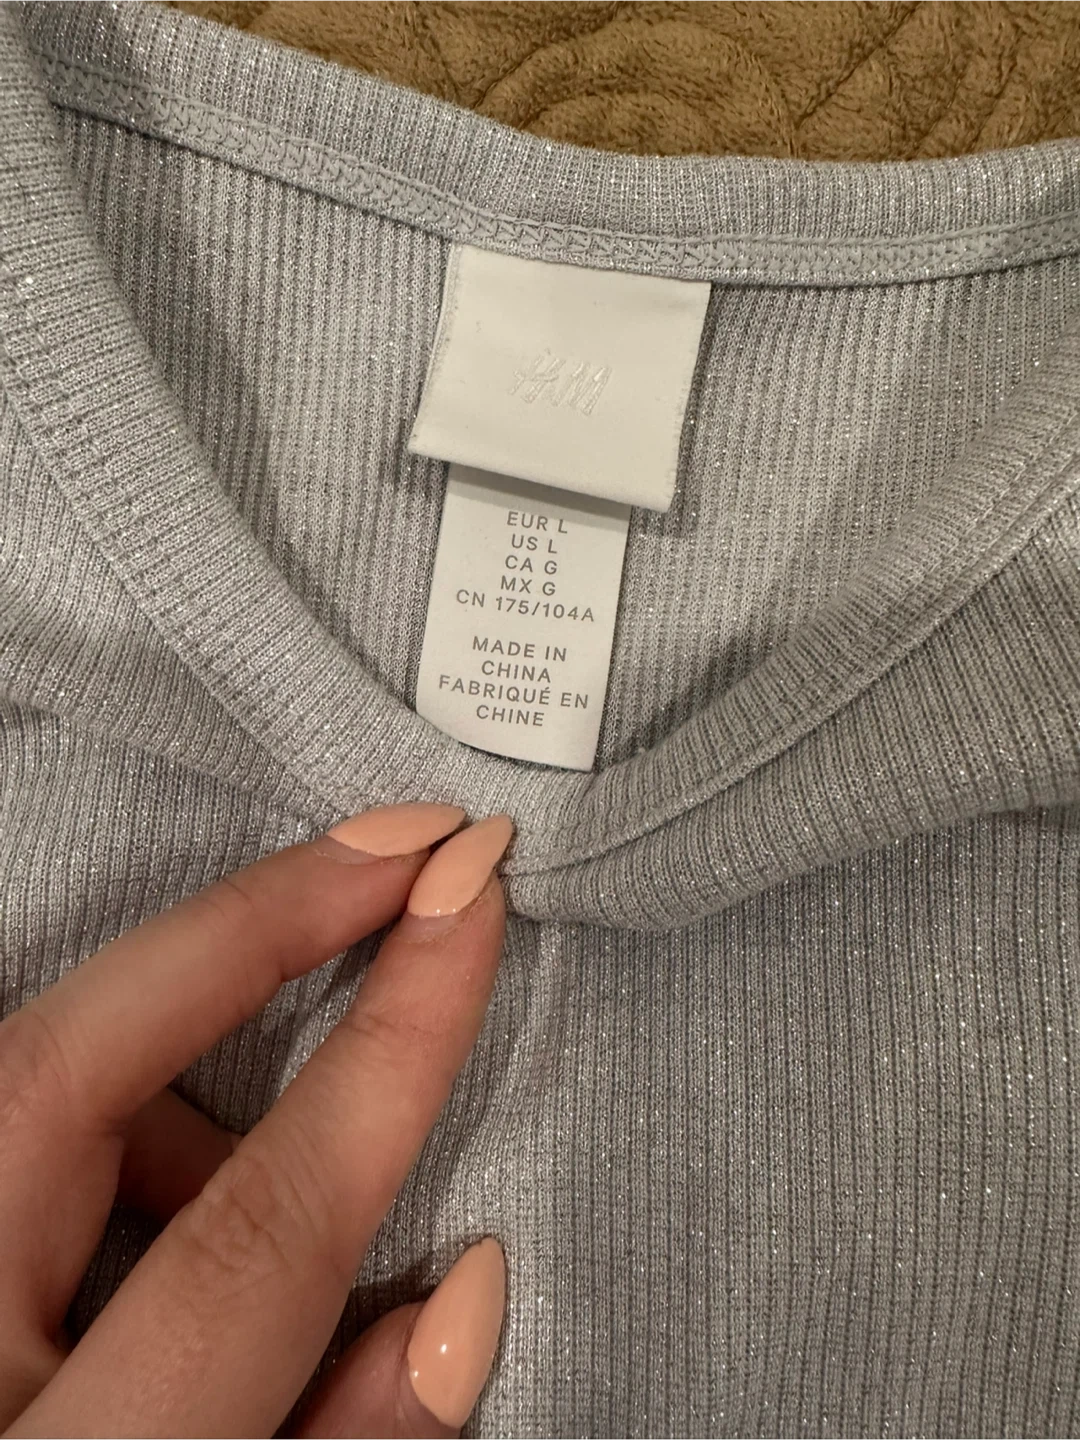 H&M
EUR L
US L
CA G
MX G
CN 175/104A
MADE IN
CHINA
FABRIQUÉ EN
CHINE